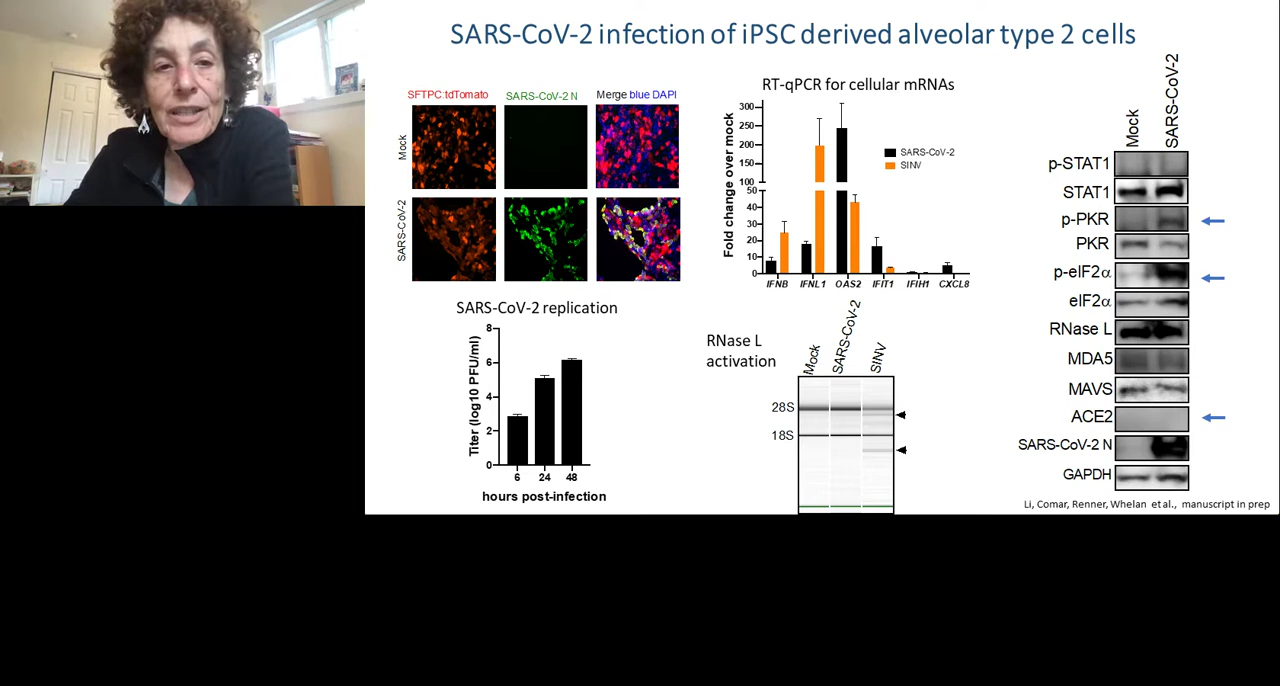 SARS-CoV-2 infection of iPSC derived alveolar type 2 cells
SFTPC:tdTomato
SARS-CoV-2 N
Merge blue DAPI
Mock
SARS-CoV-2
RT-qPCR for cellular mRNAs
Fold change over mock
300
250
200
150
100
50
40
30
20
10
0
SARS-CoV-2
SINV
IFNB
IFNL1
OAS2
IFIT1
IFIH1
CXCL8
SARS-CoV-2 replication
Titer (log10 PFU/ml)
8
6
4
2
0
6
24
48
hours post-infection
RNase L
activation
Mock
SARS-CoV-2
SINV
28S
18S
Mock
SARS-CoV-2
p-STAT1
STAT1
p-PKR
PKR
p-eIF2α
eIF2α
RNase L
MDA5
MAVS
ACE2
SARS-CoV-2 N
GAPDH
Li, Comar, Renner, Whelan et al., manuscript in prep